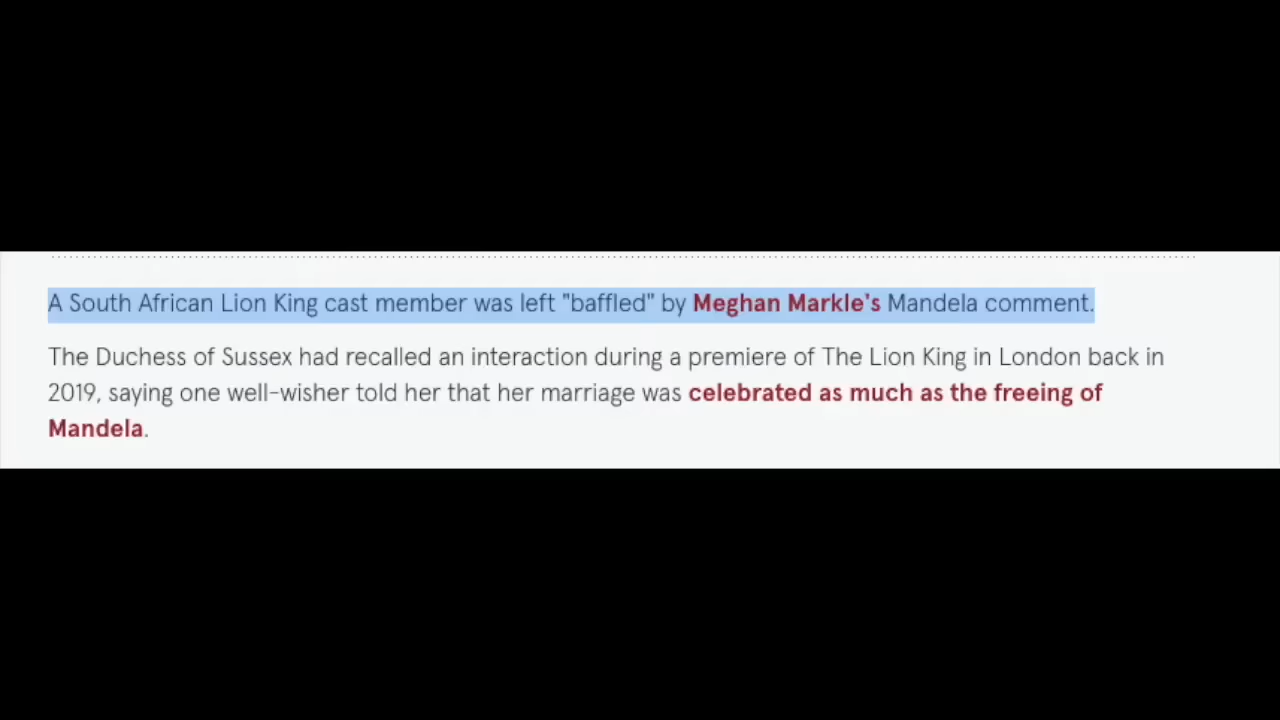 A South African Lion King cast member was left "baffled" by Meghan Markle's Mandela comment.
The Duchess of Sussex had recalled an interaction during a premiere of The Lion King in London back in
2019, saying one well-wisher told her that her marriage was celebrated as much as the freeing of
Mandela.